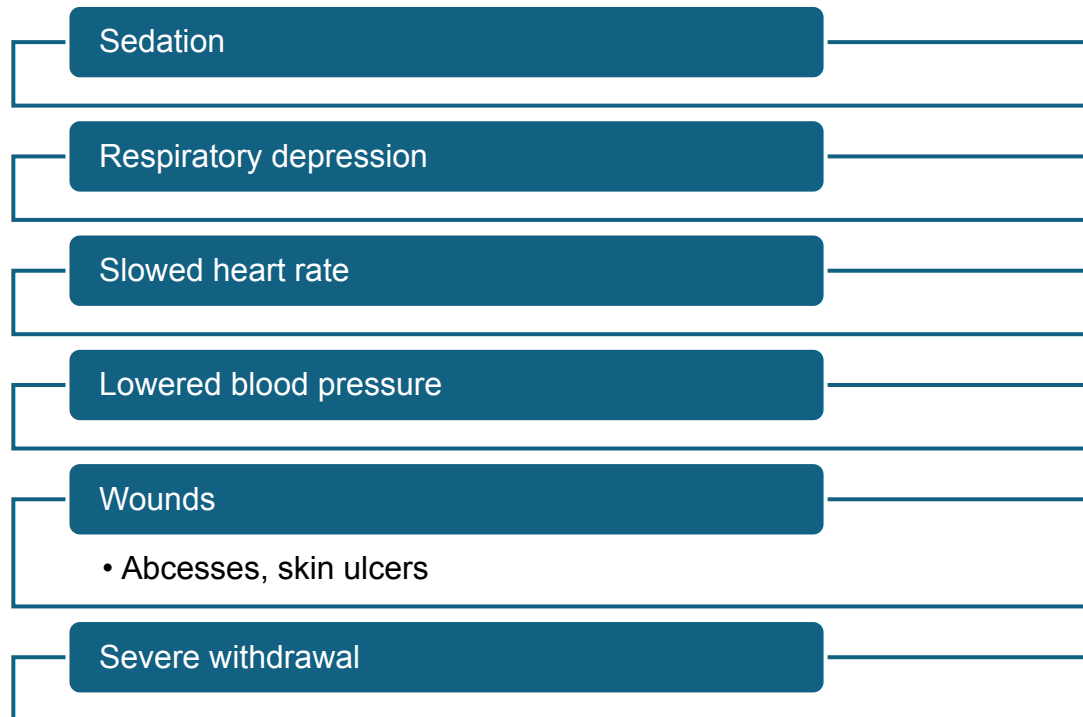 Sedation
Respiratory depression
Slowed heart rate
Lowered blood pressure
Wounds
• Abcesses, skin ulcers
Severe withdrawal